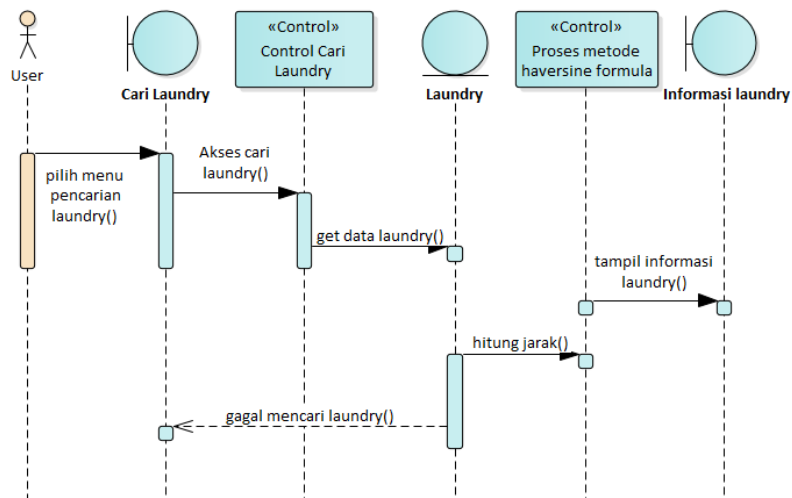 User
Cari Laundry
«Control»
Control Cari
Laundry
Laundry
«Control»
Proses metode
haversine formula
Informasi laundry
pilih menu
pencarian
laundry()
Akses cari
laundry()
get data laundry()
tampil informasi
laundry()
hitung jarak()
gagal mencari laundry()